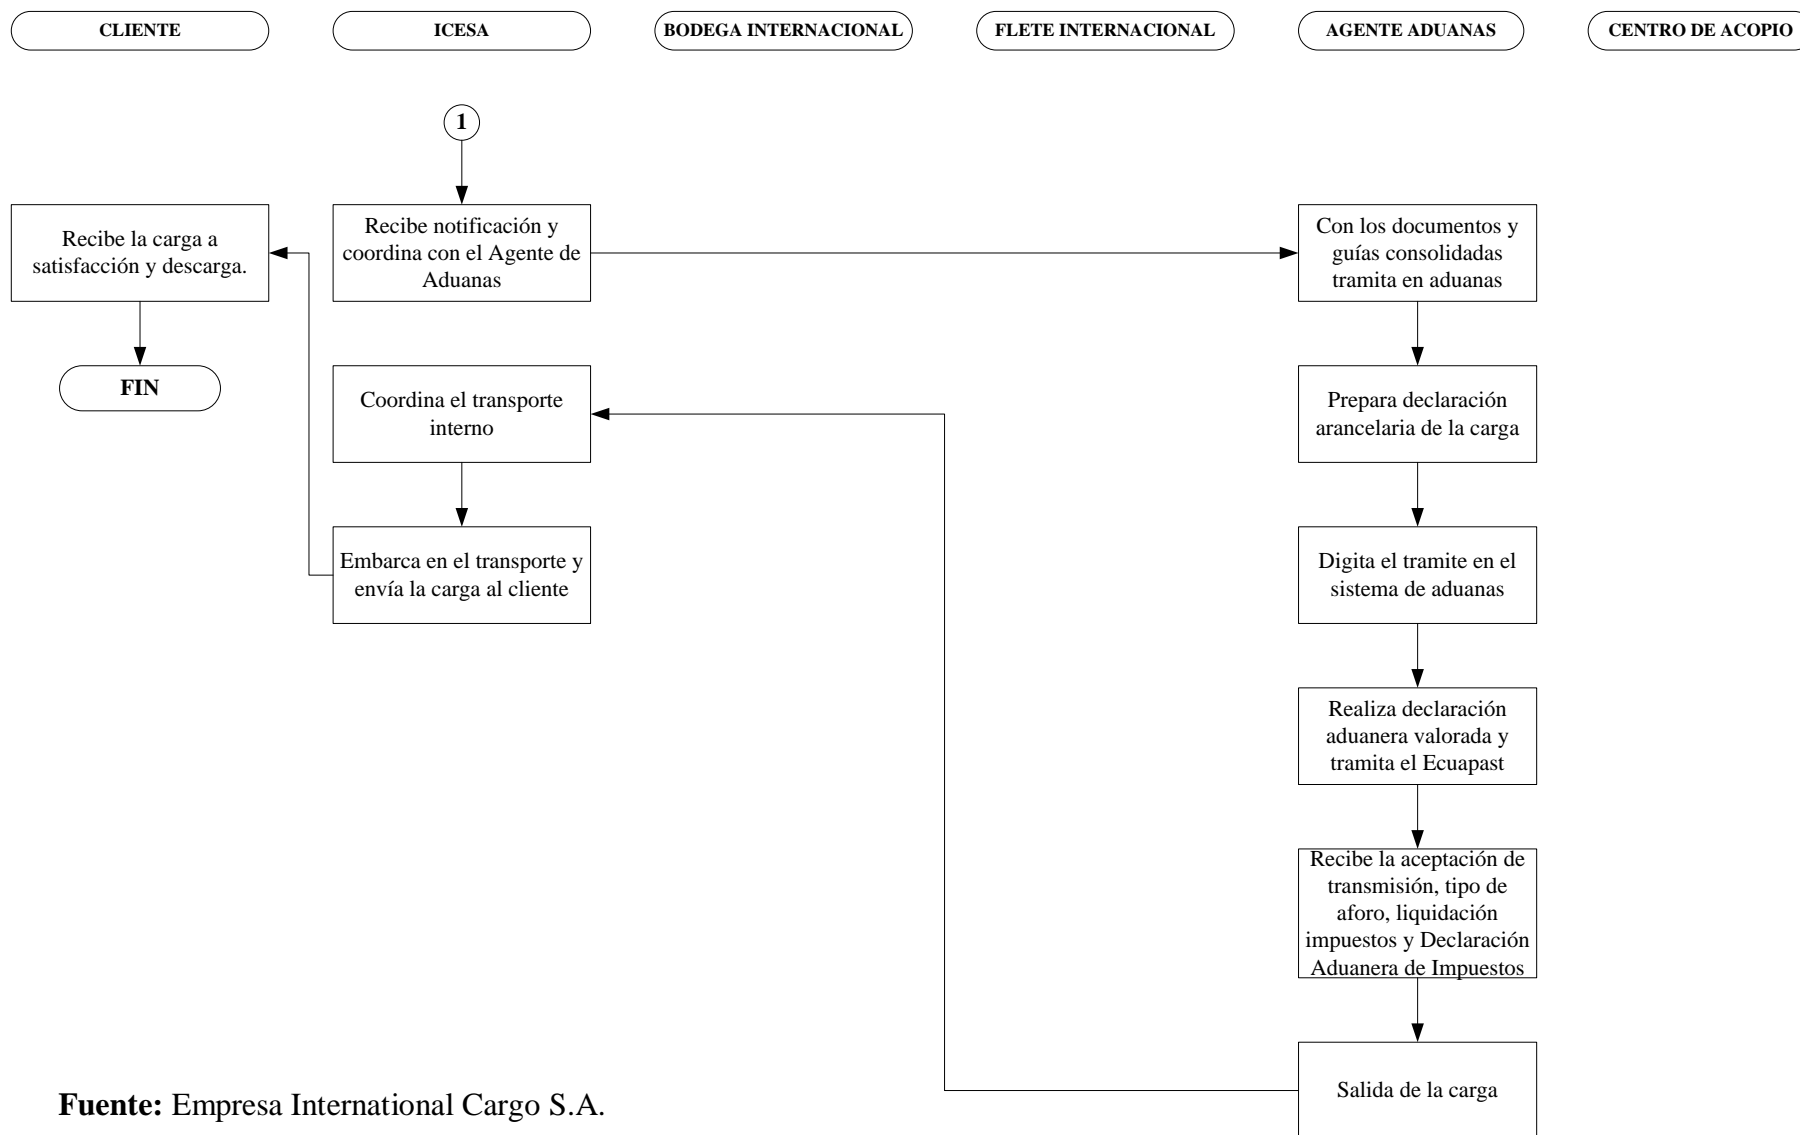 CLIENTE
ICESA
BODEGA INTERNACIONAL
FLETE INTERNACIONAL
AGENTE ADUANAS
CENTRO DE ACOPIO
1
Recibe la carga a
satisfacción y descarga.
Recibe notificación y
coordina con el Agente de
Aduanas
Con los documentos y
guías consolidadas
tramita en aduanas
FIN
Coordina el transporte
interno
Prepara declaración
arancelaria de la carga
Embarca en el transporte y
envía la carga al cliente
Digita el tramite en el
sistema de aduanas
Realiza declaración
aduanera valorada y
tramita el Ecuapast
Recibe la aceptación de
transmisión, tipo de
aforo, liquidación
impuestos y Declaración
Aduanera de Impuestos
Salida de la carga
Fuente: Empresa International Cargo S.A.